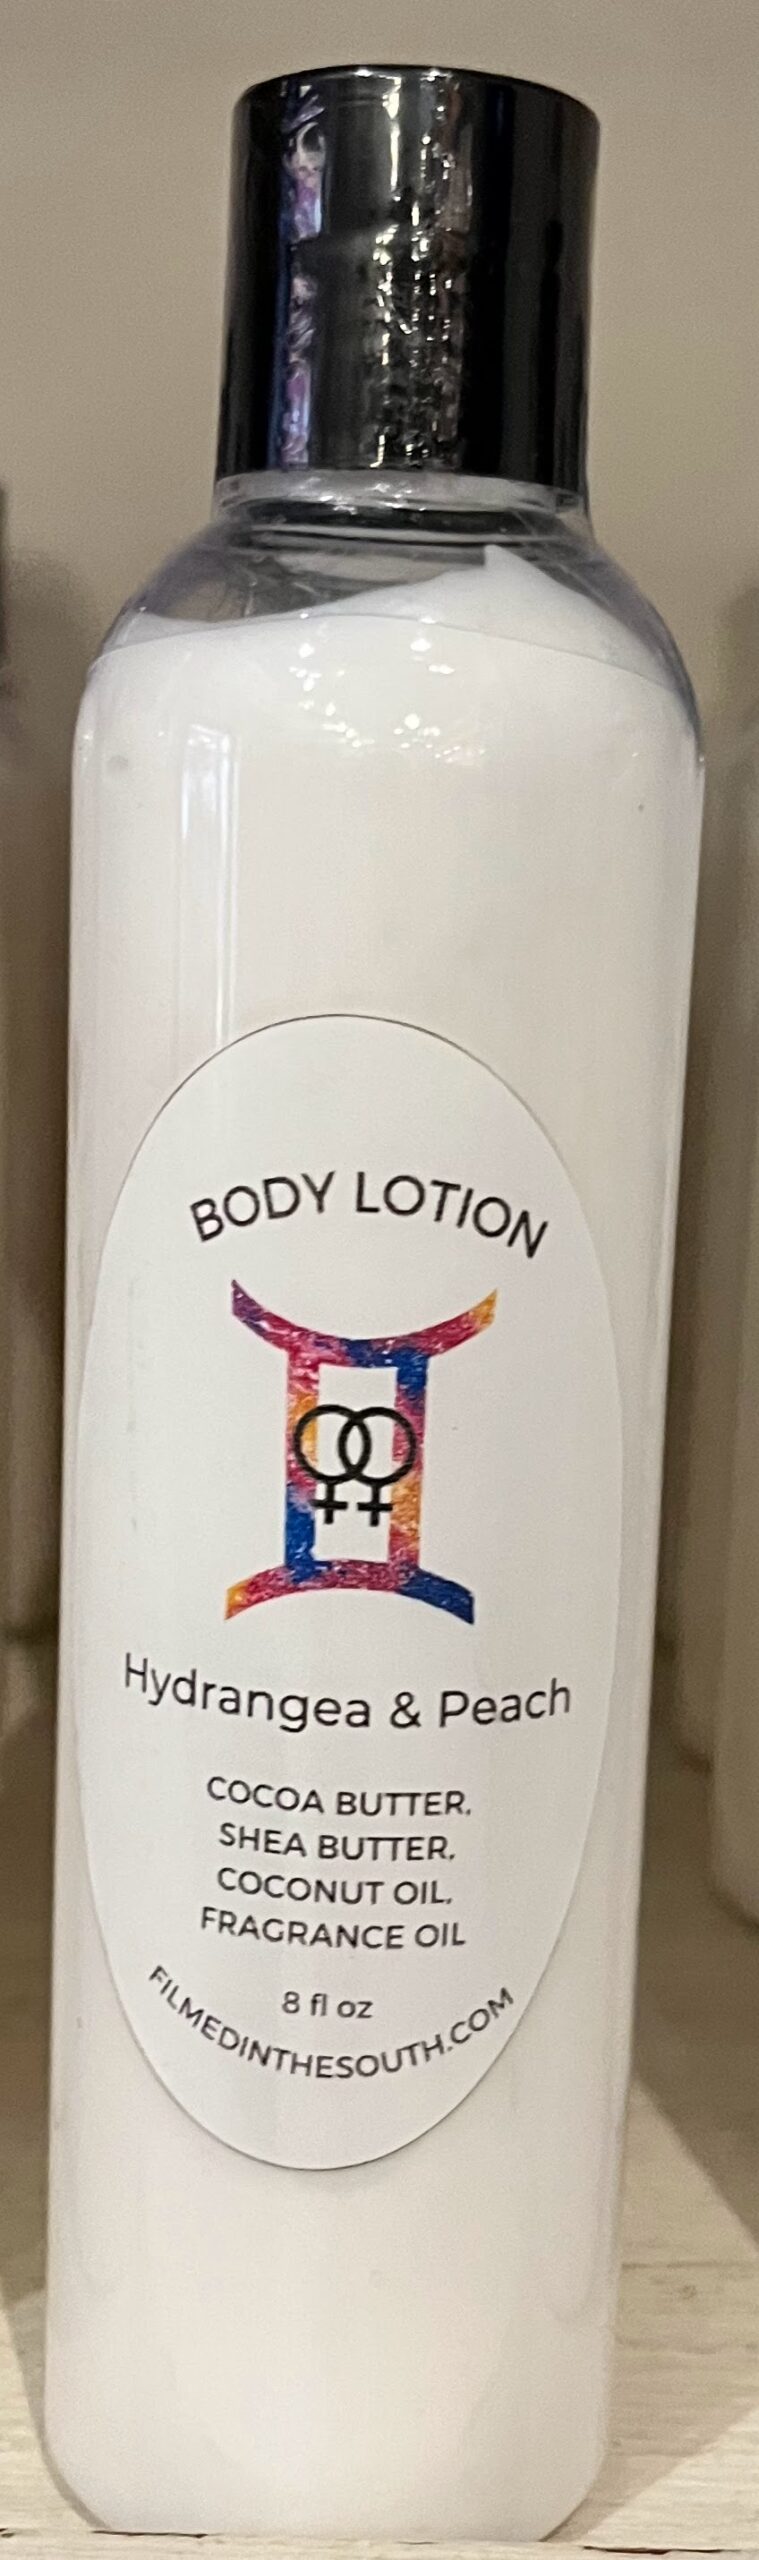 BODY LOTION
Hydrangea & Peach
COCOA BUTTER,
SHEA BUTTER,
COCONUT OIL,
FRAGRANCE OIL
8 fl oz
FILMEDINTHESOUTH.COM